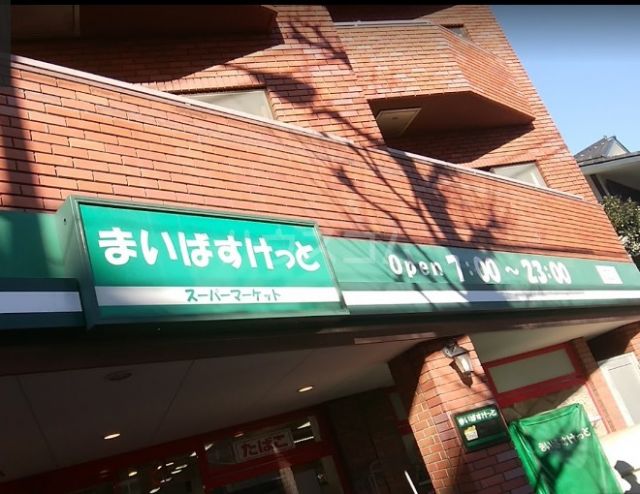 まいばすけっと
スーパーマーケット
Open 7:00～23:00
たばこ
まいばすけっと
まいばすけっと